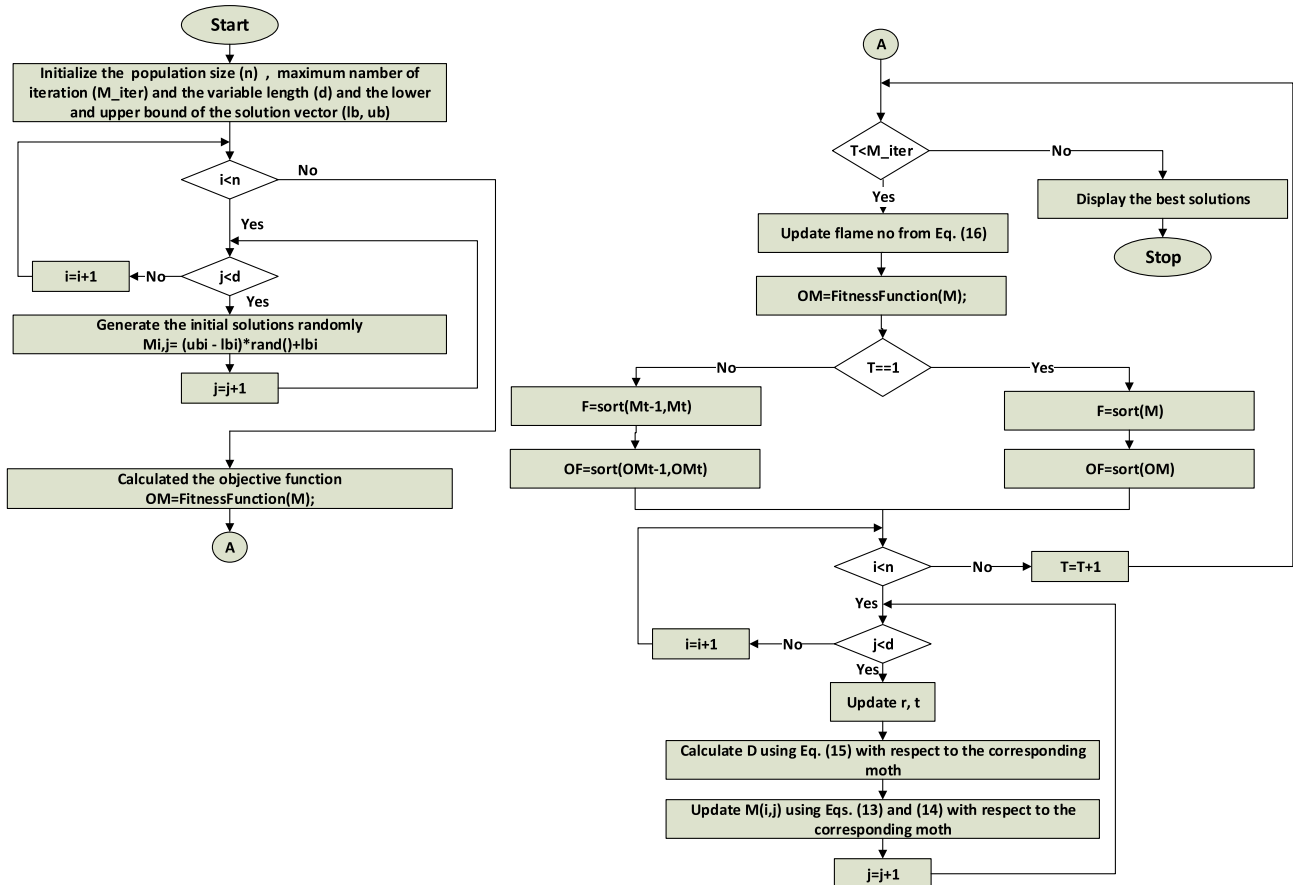 Start
Initialize the population size (n) , maximum namber of
iteration (M_iter) and the variable length (d) and the lower
and upper bound of the solution vector (lb, ub)
i<n
No
Yes
j<d
No
i=i+1
Yes
Generate the initial solutions randomly
Mi,j= (ubi - lbi)*rand()+lbi
j=j+1
Calculated the objective function
OM=FitnessFunction(M);
A
A
T<M_iter
No
Display the best solutions
Stop
Yes
Update flame no from Eq. (16)
OM=FitnessFunction(M);
T==1
No
Yes
F=sort(Mt-1,Mt)
OF=sort(OMt-1,OMt)
F=sort(M)
OF=sort(OM)
i<n
No
T=T+1
Yes
j<d
No
i=i+1
Yes
Update r, t
Calculate D using Eq. (15) with respect to the corresponding
moth
Update M(i,j) using Eqs. (13) and (14) with respect to the
corresponding moth
j=j+1